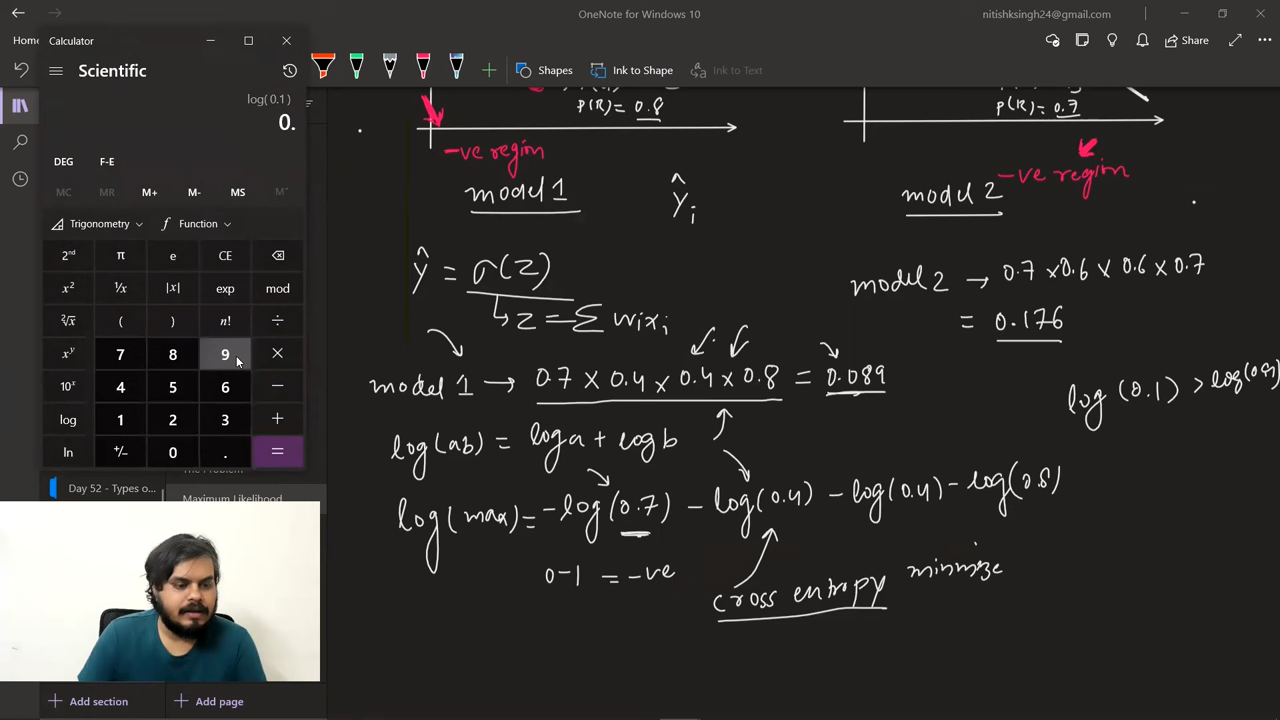 OneNote for Windows 10
nitishksingh24@gmail.com
Home
Share
Shapes
Ink to Shape
Ink to Text
Calculator
Scientific
log( 0.1 )
0.
DEG
F-E
MC MR M+ M- MS
Trigonometry
Function
2nd π e CE
x² ¹/x |x| exp mod
²√x ( ) n! ÷
xʸ 7 8 9 ×
10ˣ 4 5 6 −
log 1 2 3 +
ln +/− 0 . =
Day 52 - Types o...
Maximum Likelihood
Add section
Add page
P(R) = 0.8
P(R) = 0.7
-ve region
-ve region
model 1
Ŷi
model 2
Ŷ = σ(z)
z = Σ wixi
model 2 → 0.7 × 0.6 × 0.6 × 0.7
= 0.176
model 1 → 0.7 × 0.4 × 0.4 × 0.8 = 0.089
log (0.1) > log(0.9)
log(ab) = log a + log b
log(max) = -log(0.7) - log(0.4) - log(0.4) - log(0.8)
0-1 = -ve
cross entropy minimize